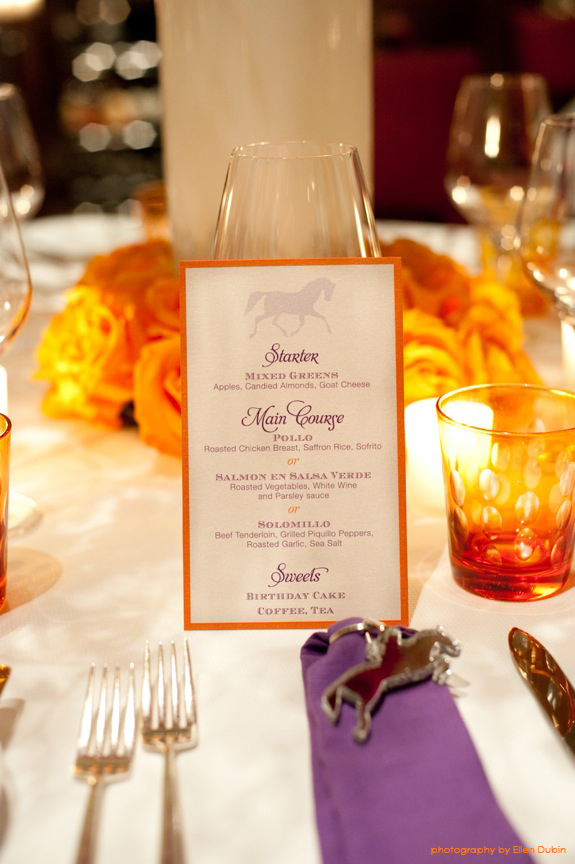 Starter
Mixed Greens
Apples, Candied Almonds, Goat Cheese
Main Course
Pollo
Roasted Chicken Breast, Saffron Rice, Sofrito
or
Salmon en Salsa Verde
Roasted Vegetables, White Wine
and Parsley sauce
or
Solomillo
Beef Tenderloin, Grilled Piquillo Peppers,
Roasted Garlic, Sea Salt
Sweets
Birthday Cake
Coffee, Tea
photography by Ellen Dubin